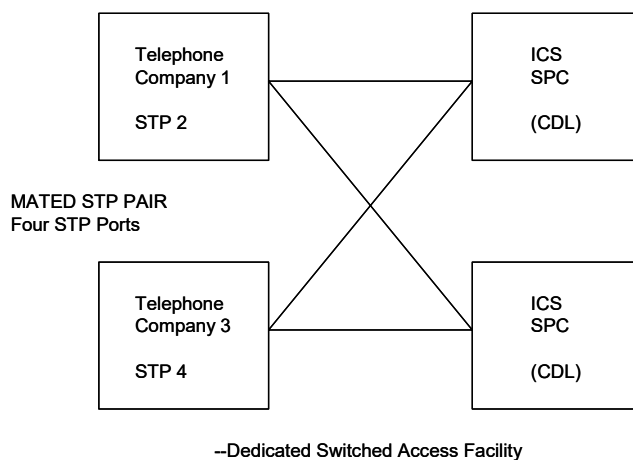 Telephone
Company 1
STP 2
ICS
SPC
(CDL)
MATED STP PAIR
Four STP Ports
Telephone
Company 3
STP 4
ICS
SPC
(CDL)
--Dedicated Switched Access Facility